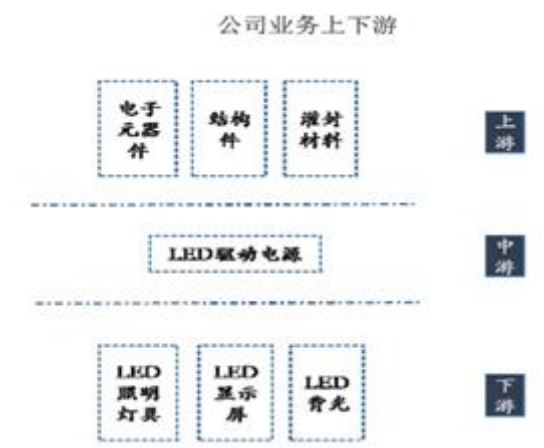 公司业务上下游
电子
元器
件
结构
件
灌封
材料
上
游
LED驱动电源
中
游
LED
照明
灯具
LED
显示
屏
LED
背光
下
游